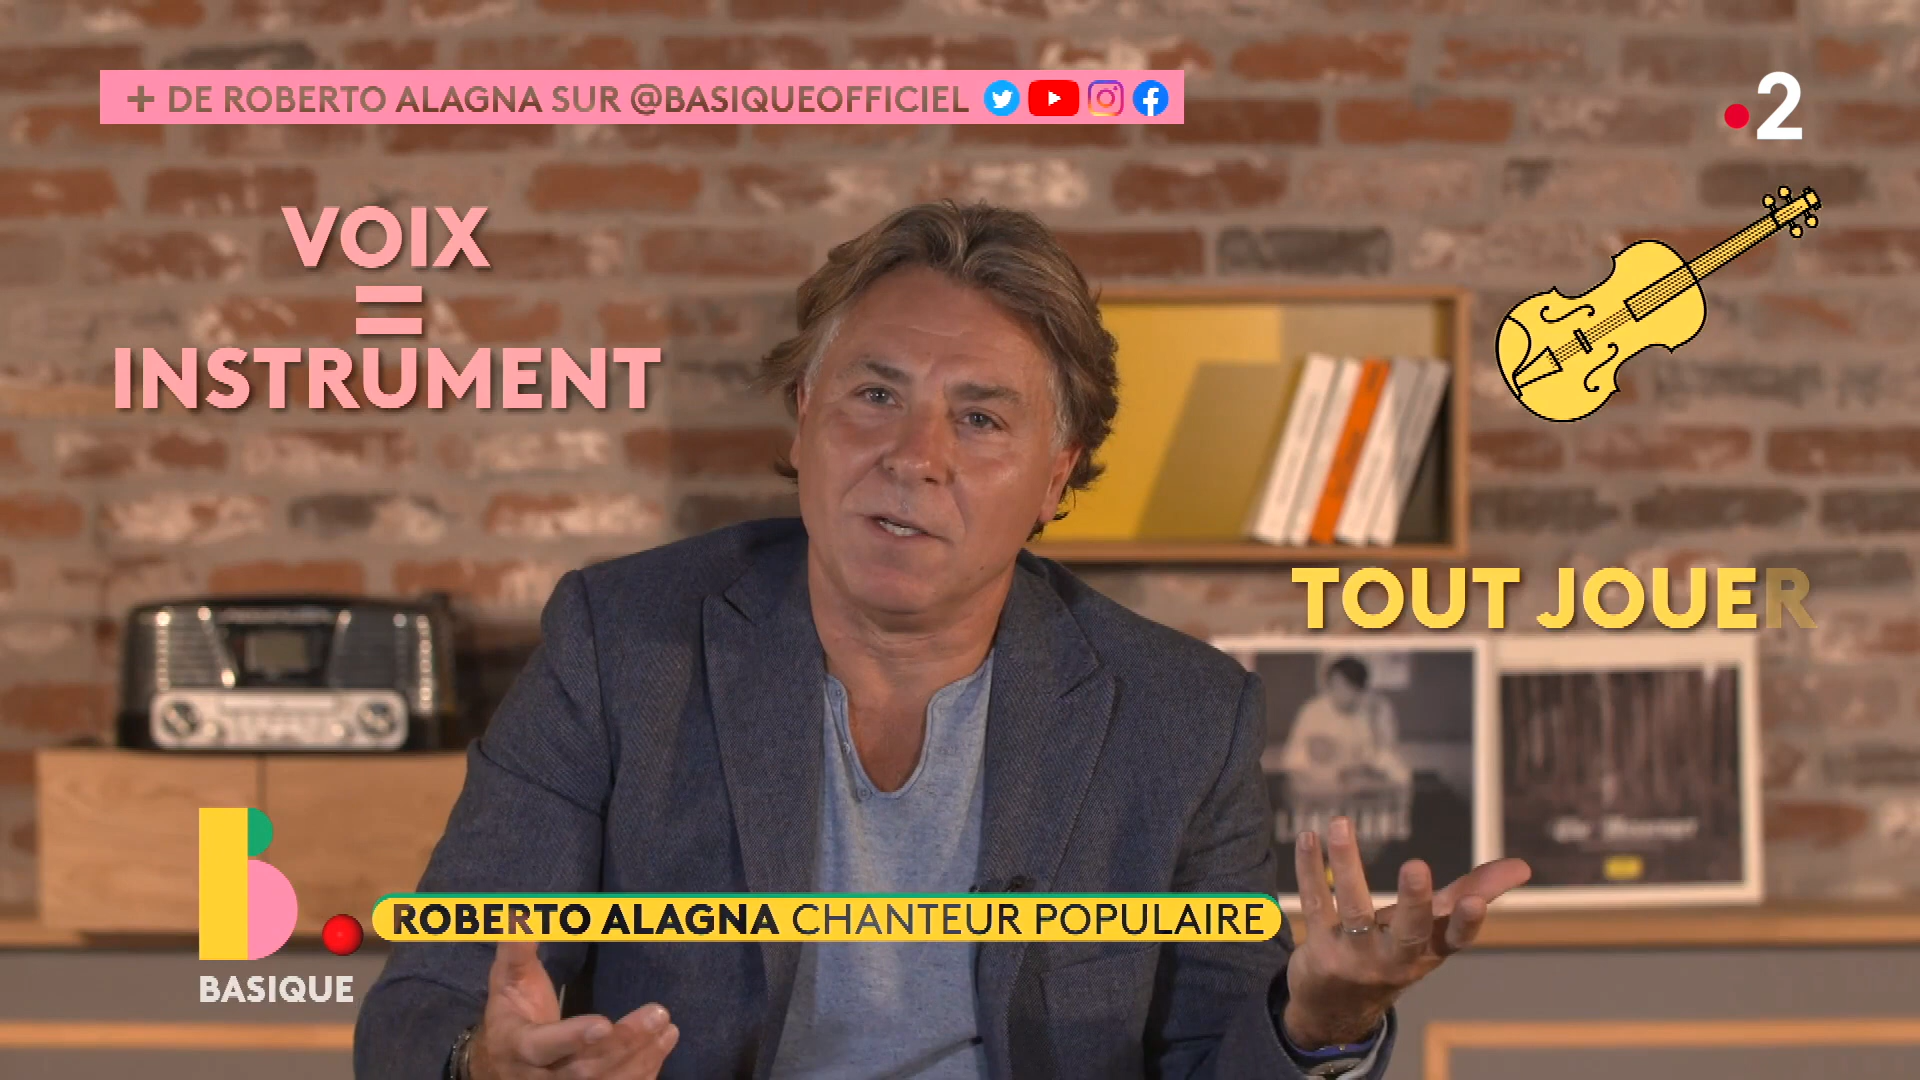 + DE ROBERTO ALAGNA SUR @BASIQUEOFFICIEL
2
VOIX
=
INSTRUMENT
TOUT JOUER
ROBERTO ALAGNA CHANTEUR POPULAIRE
BASIQUE